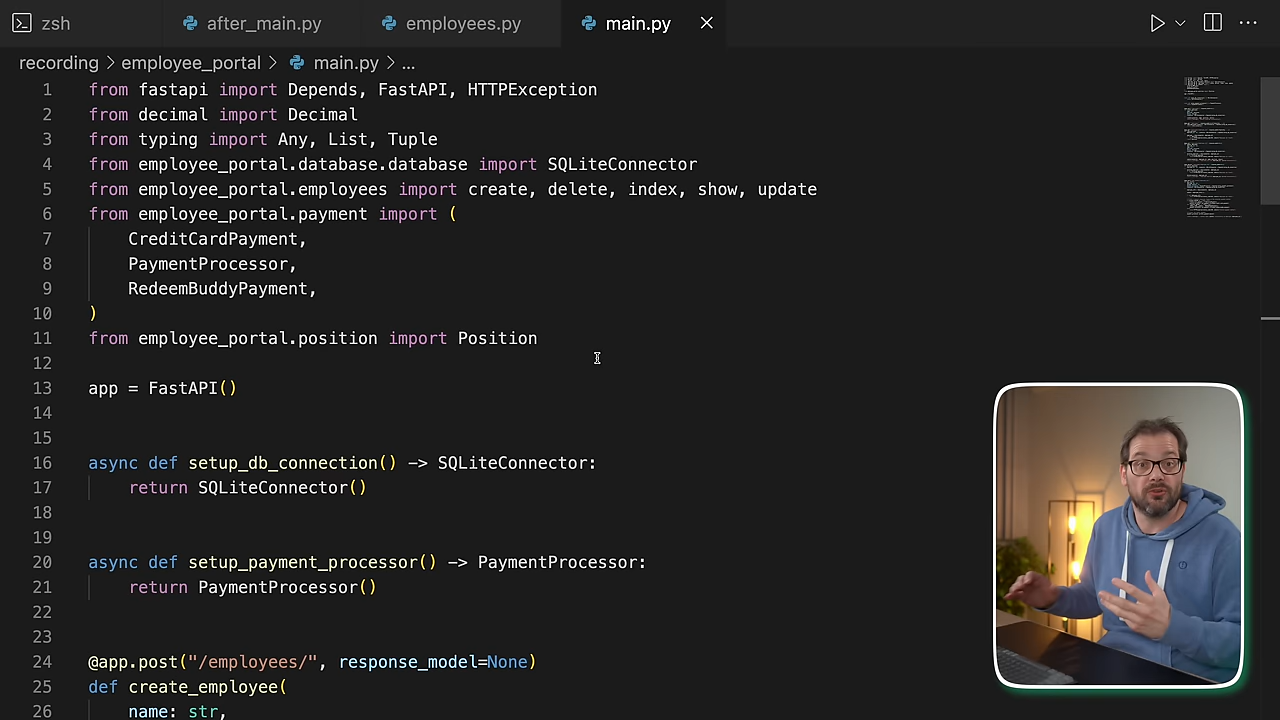 zsh
after_main.py
employees.py
main.py
recording > employee_portal > main.py > ...
1 from fastapi import Depends, FastAPI, HTTPException
2 from decimal import Decimal
3 from typing import Any, List, Tuple
4 from employee_portal.database.database import SQLiteConnector
5 from employee_portal.employees import create, delete, index, show, update
6 from employee_portal.payment import (
7 CreditCardPayment,
8 PaymentProcessor,
9 RedeemBuddyPayment,
10 )
11 from employee_portal.position import Position
12
13 app = FastAPI()
14
15
16 async def setup_db_connection() -> SQLiteConnector:
17 return SQLiteConnector()
18
19
20 async def setup_payment_processor() -> PaymentProcessor:
21 return PaymentProcessor()
22
23
24 @app.post("/employees/", response_model=None)
25 def create_employee(
26 name: str,